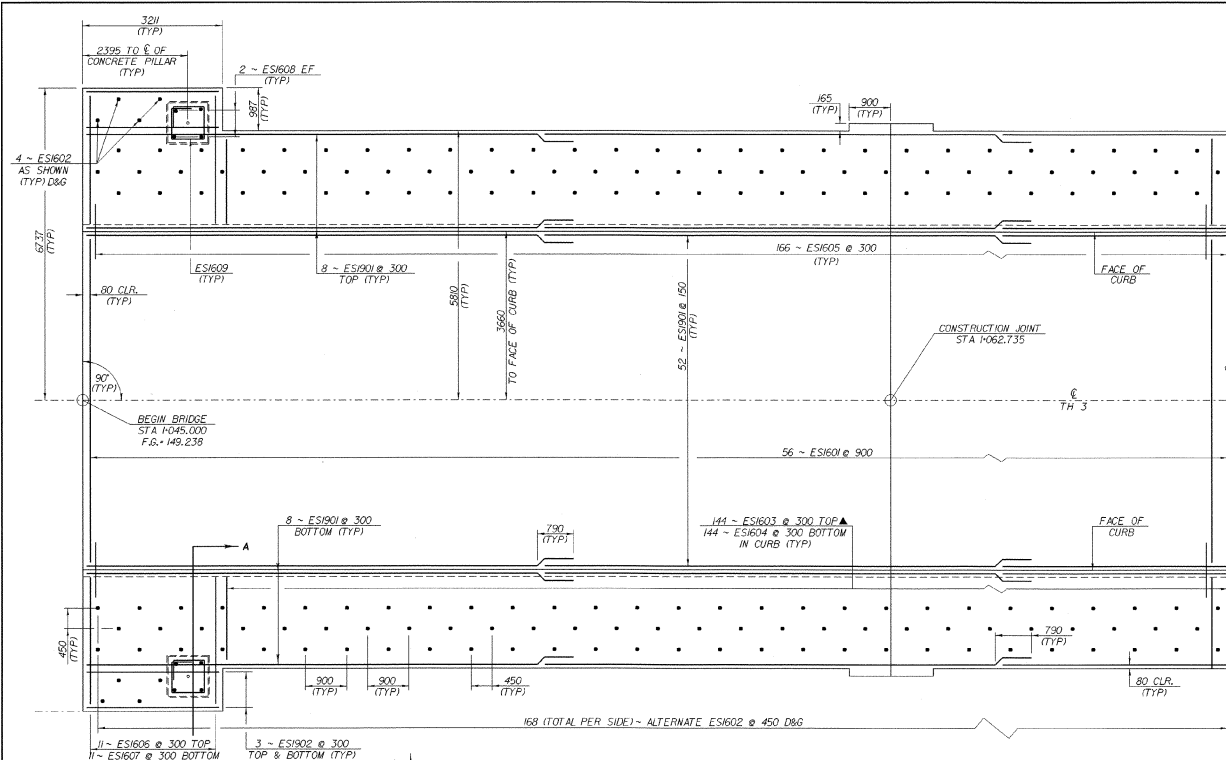 3211
(TYP)
2395 TO ℄ OF
CONCRETE PILLAR
(TYP)
2 ~ ES1608 EF
(TYP)
987
(TYP)
165
(TYP)
900
(TYP)
4 ~ ES1602
AS SHOWN
(TYP) D&G
6237
(TYP)
ES1609
(TYP)
8 ~ ES1901 @ 300
TOP (TYP)
5810
(TYP)
3660
TO FACE OF CURB (TYP)
52 ~ ES1901 @ 150
(TYP)
166 ~ ES1605 @ 300
(TYP)
FACE OF
CURB
80 CLR.
(TYP)
CONSTRUCTION JOINT
STA 1+062.735
90°
(TYP)
℄
TH 3
BEGIN BRIDGE
STA 1+045.000
F.G.= 149.238
56 ~ ES1601 @ 900
8 ~ ES1901 @ 300
BOTTOM (TYP)
790
(TYP)
144 ~ ES1603 @ 300 TOP▲
144 ~ ES1604 @ 300 BOTTOM
IN CURB (TYP)
FACE OF
CURB
A
450
(TYP)
900
(TYP)
900
(TYP)
450
(TYP)
790
(TYP)
80 CLR.
(TYP)
168 (TOTAL PER SIDE) ~ ALTERNATE ES1602 @ 450 D&G
11 ~ ES1606 @ 300 TOP
11 ~ ES1607 @ 300 BOTTOM
3 ~ ES1902 @ 300
TOP & BOTTOM (TYP)